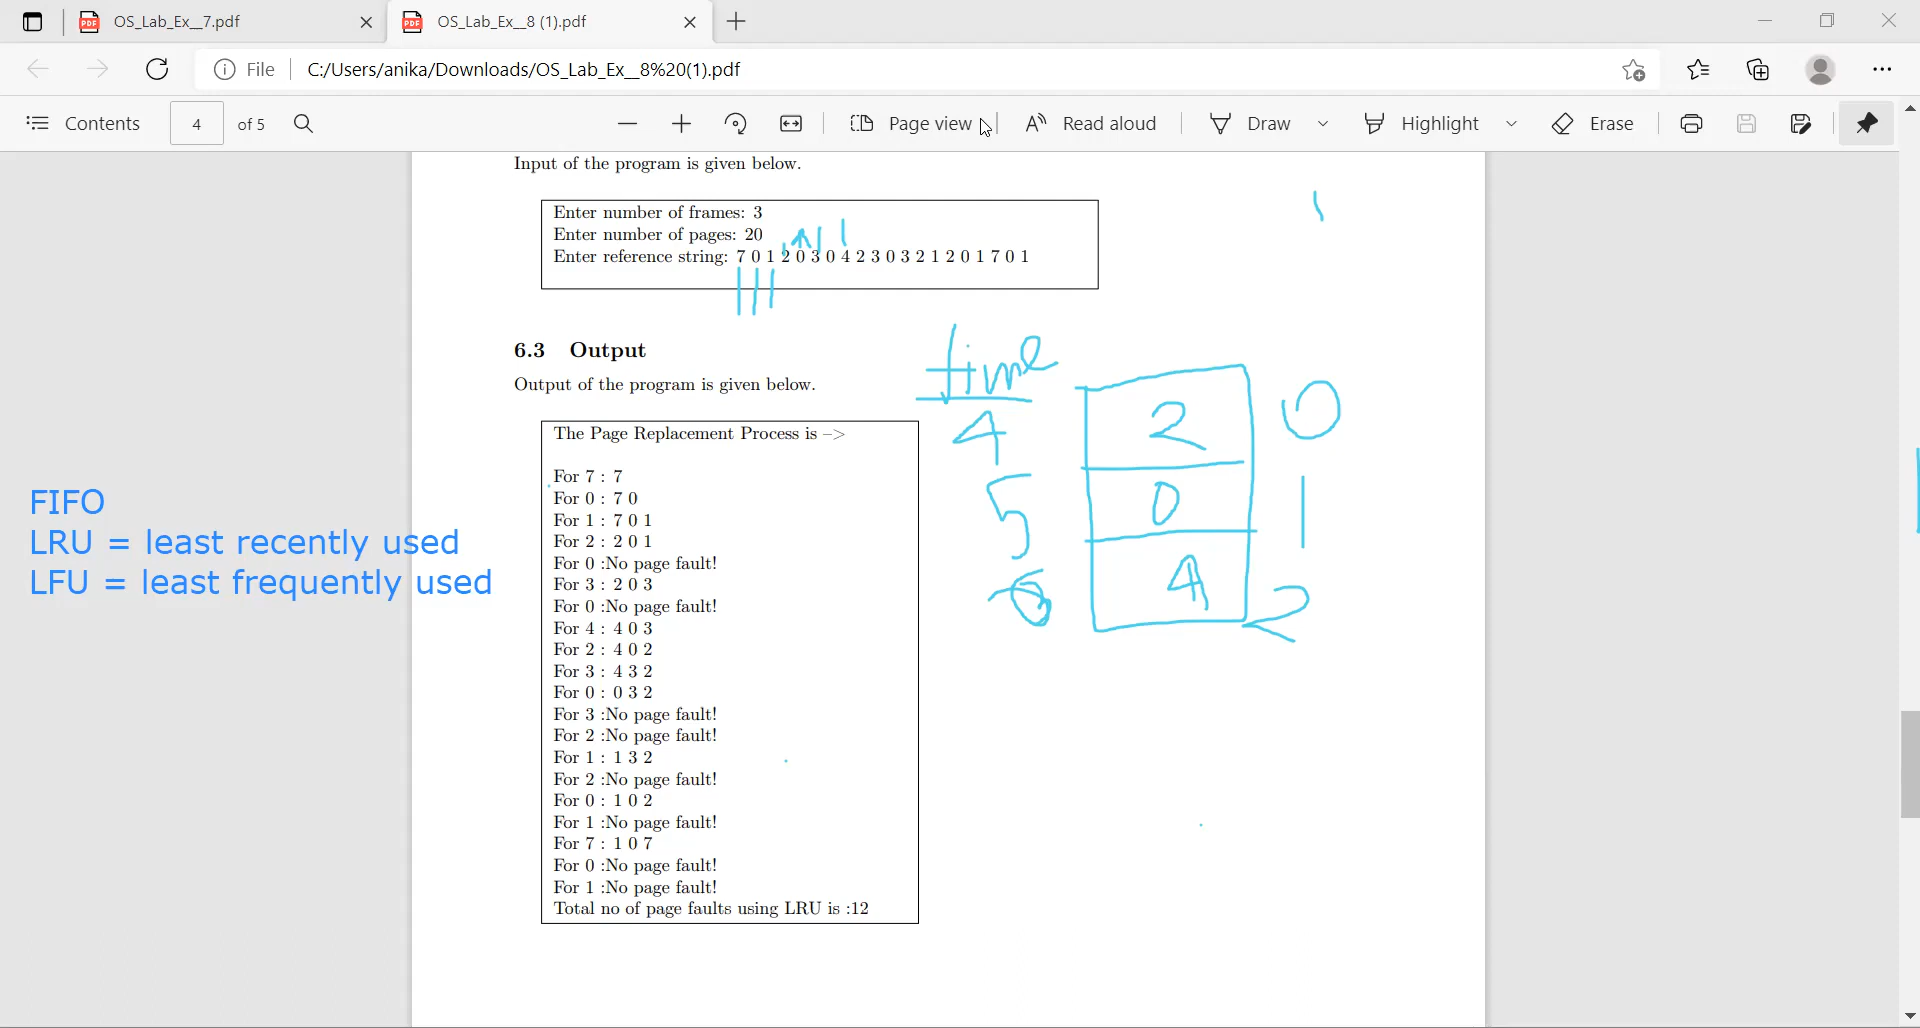 OS_Lab_Ex__7.pdf
OS_Lab_Ex__8 (1).pdf
File
C:/Users/anika/Downloads/OS_Lab_Ex__8%20(1).pdf
Contents
4
of 5
Page view
Read aloud
Draw
Highlight
Erase
Input of the program is given below.
Enter number of frames: 3
Enter number of pages: 20
Enter reference string: 7 0 1 2 0 3 0 4 2 3 0 3 2 1 2 0 1 7 0 1
6.3 Output
Output of the program is given below.
The Page Replacement Process is –>
For 7 : 7
For 0 : 7 0
For 1 : 7 0 1
For 2 : 2 0 1
For 0 :No page fault!
For 3 : 2 0 3
For 0 :No page fault!
For 4 : 4 0 3
For 2 : 4 0 2
For 3 : 4 3 2
For 0 : 0 3 2
For 3 :No page fault!
For 2 :No page fault!
For 1 : 1 3 2
For 2 :No page fault!
For 0 : 1 0 2
For 1 :No page fault!
For 7 : 1 0 7
For 0 :No page fault!
For 1 :No page fault!
Total no of page faults using LRU is :12
FIFO
LRU = least recently used
LFU = least frequently used
time
4 2 0
5 0 1
4 2